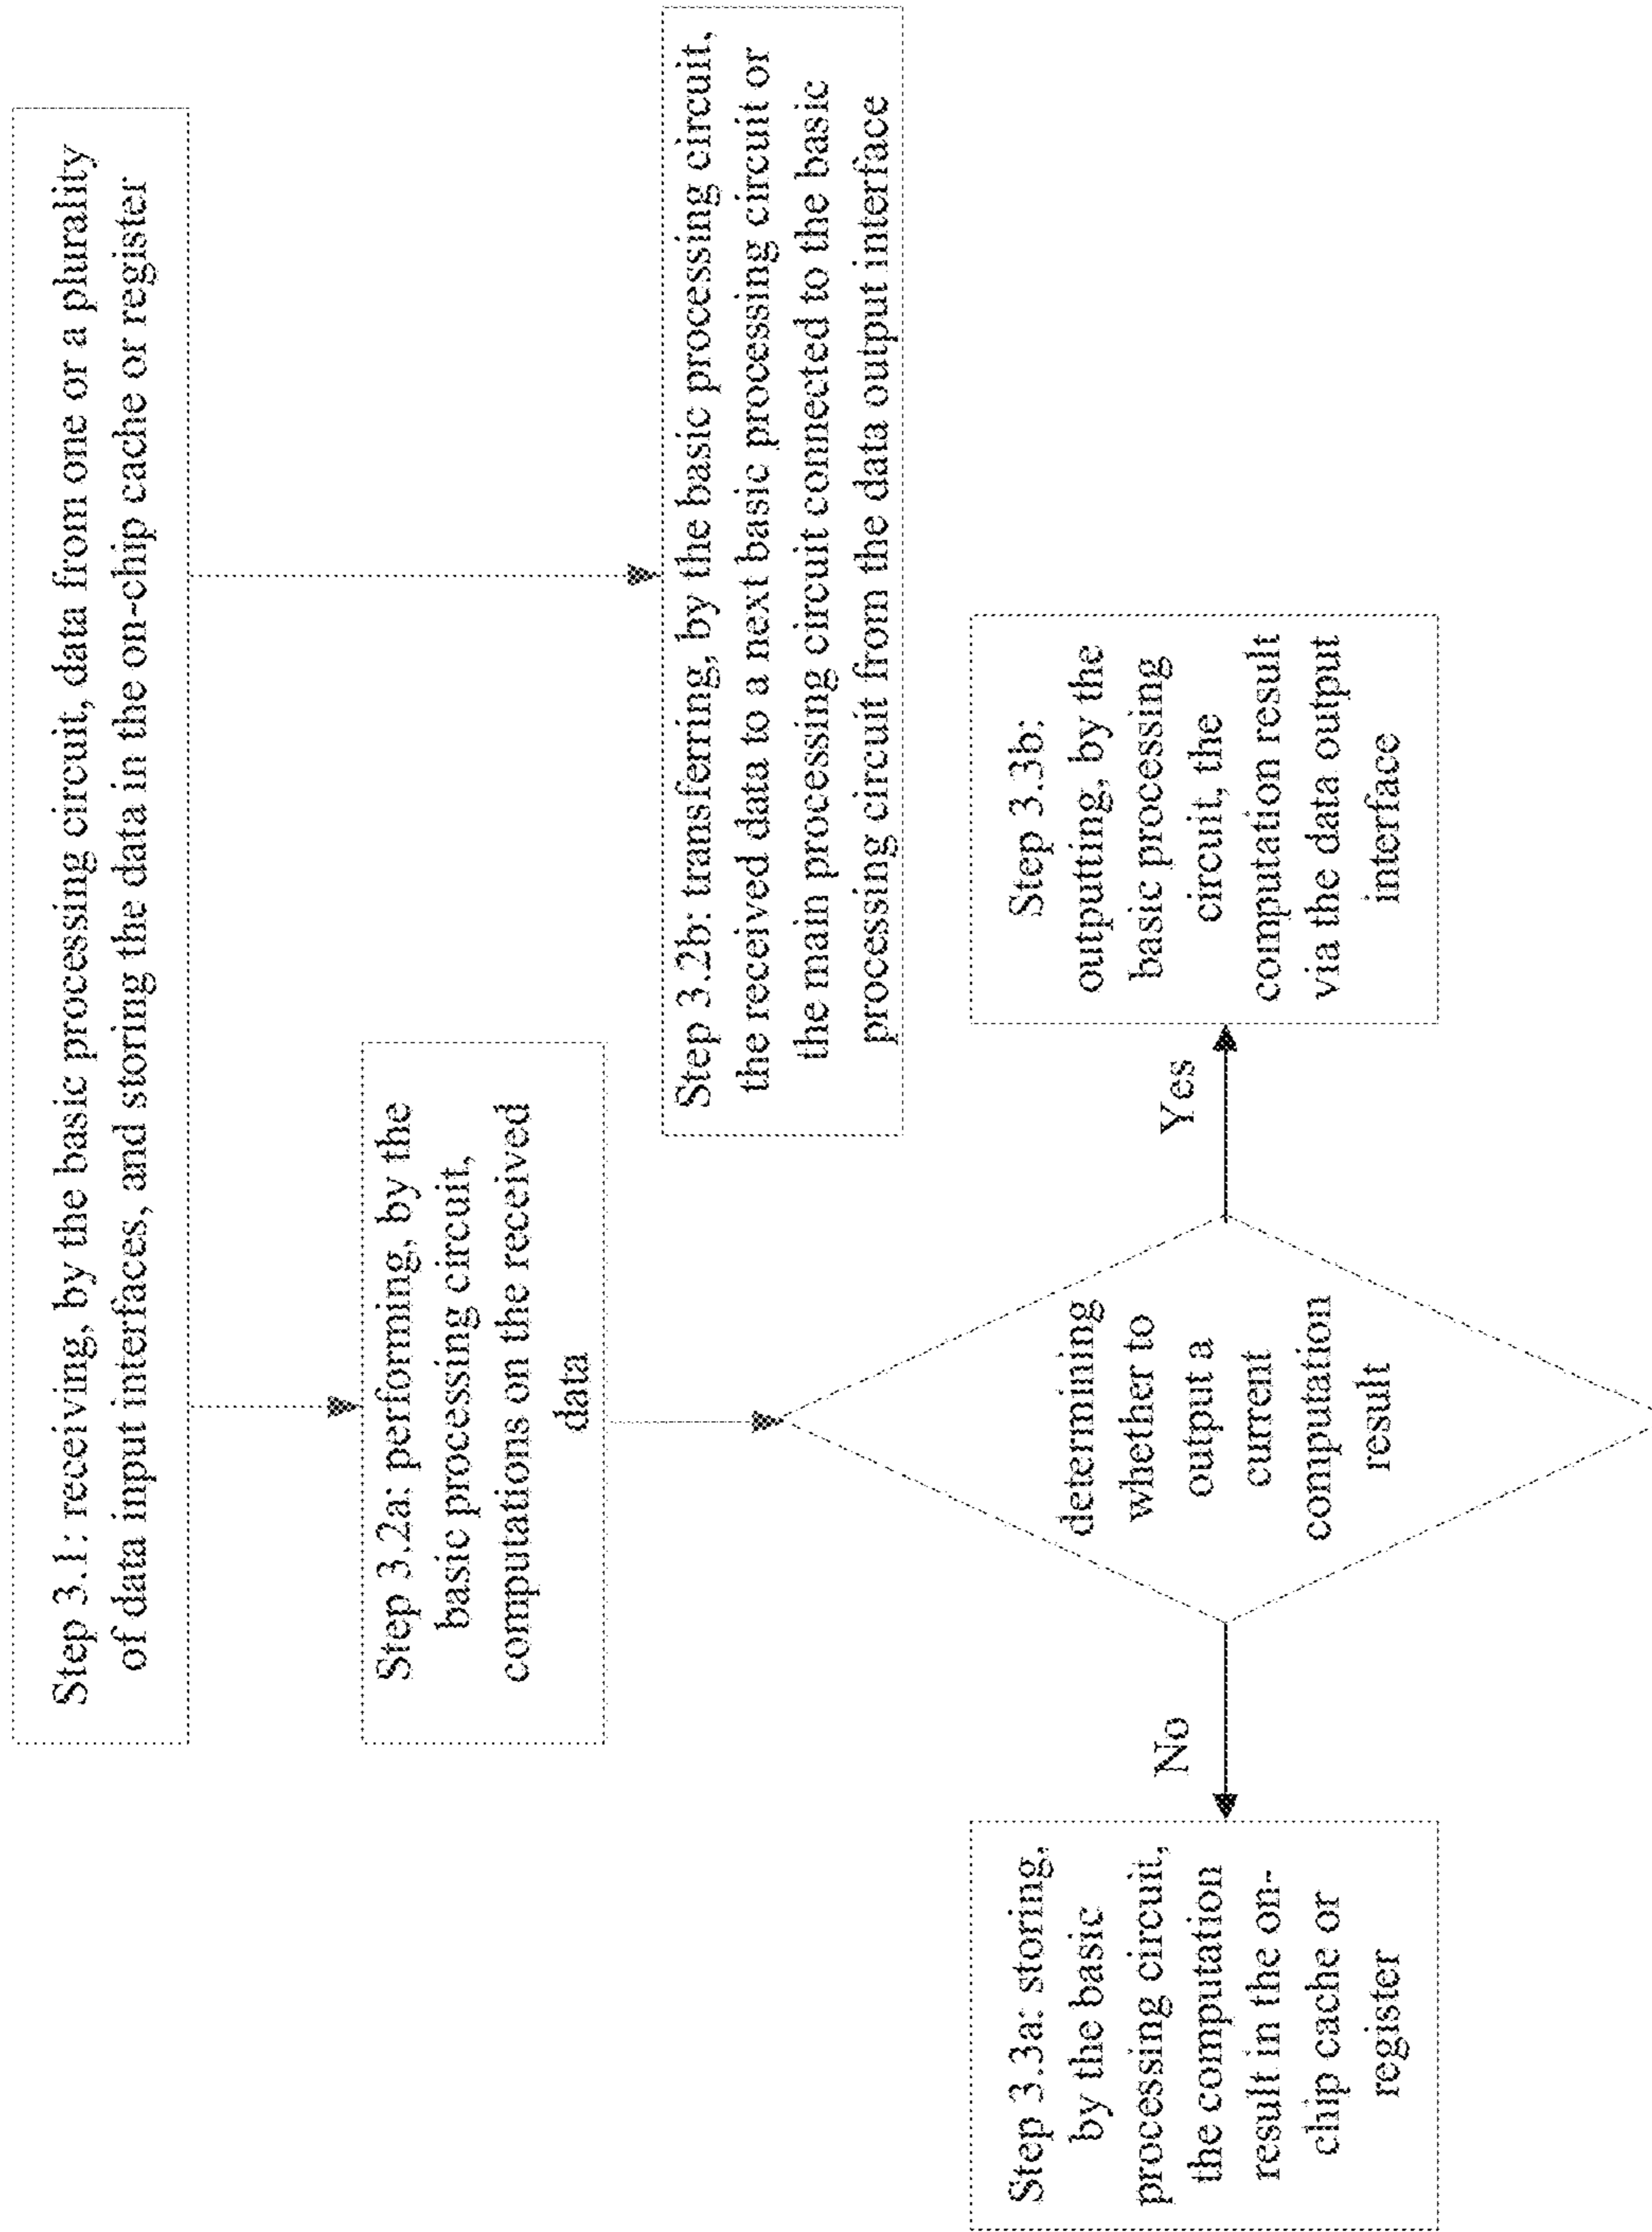 Step 3.1: receiving, by the basic processing circuit, data from one or a plurality
of data input interfaces, and storing the data in the on-chip cache or register
Step 3.2a: performing, by the
basic processing circuit,
computations on the received
data
Step 3.2b: transferring, by the basic processing circuit,
the received data to a next basic processing circuit or
the main processing circuit connected to the basic
processing circuit from the data output interface
determining
whether to
output a
current
computation
result
No
Yes
Step 3.3a: storing,
by the basic
processing circuit,
the computation
result in the on-
chip cache or
register
Step 3.3b:
outputting, by the
basic processing
circuit, the
computation result
via the data output
interface